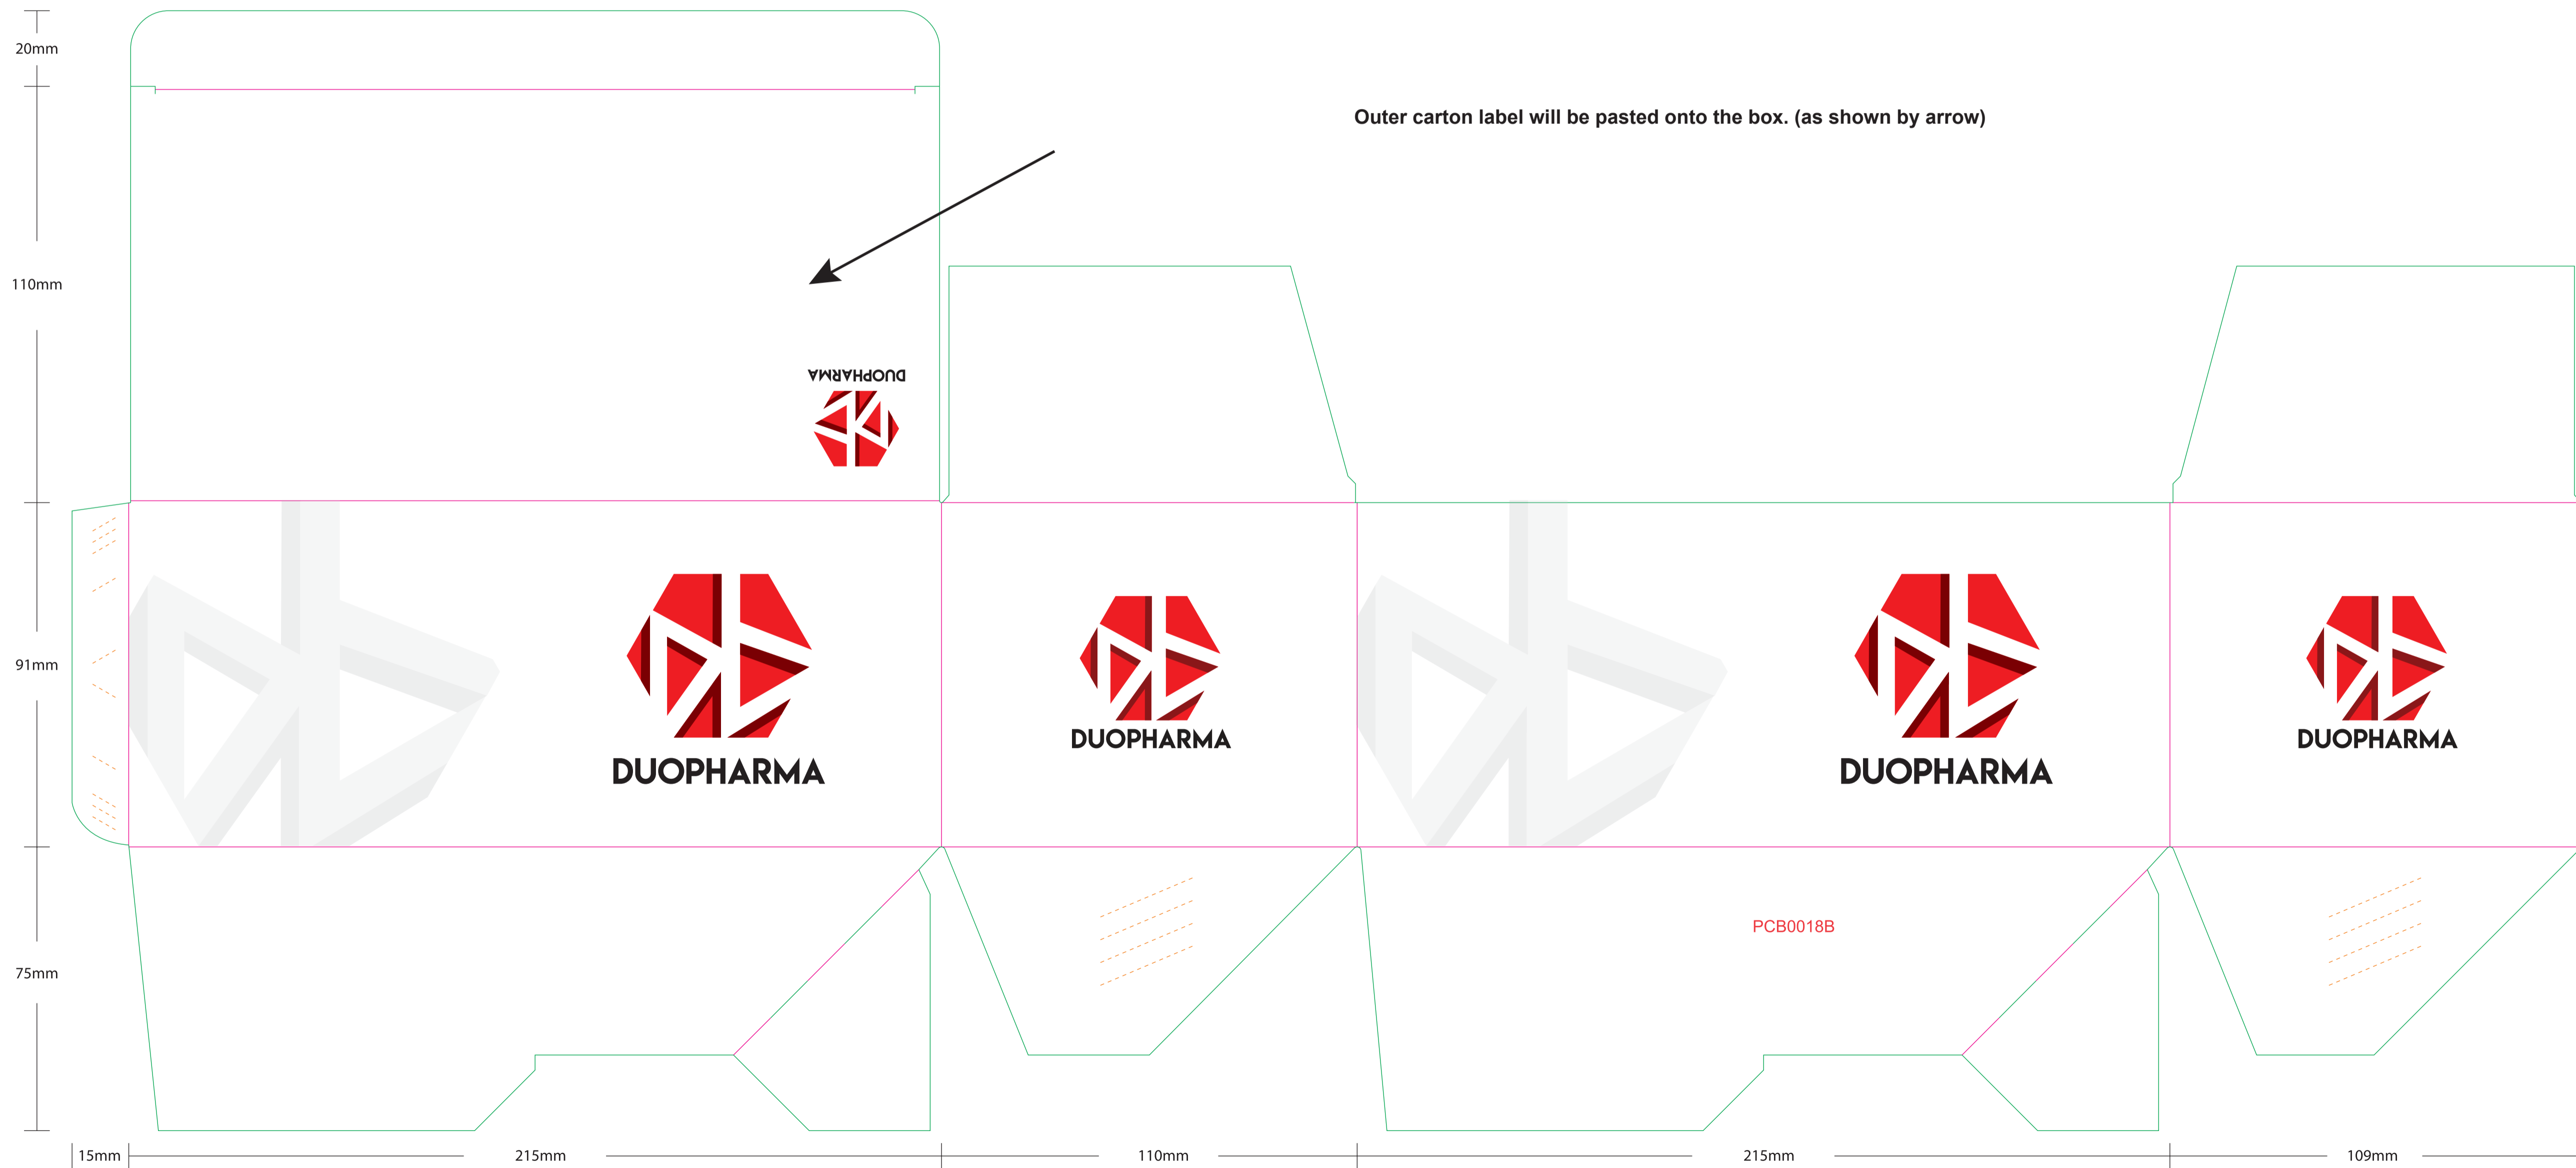 20mm
Outer carton label will be pasted onto the box. (as shown by arrow)
110mm
DUOPHARMA
91mm
DUOPHARMA
DUOPHARMA
DUOPHARMA
DUOPHARMA
PCB0018B
75mm
15mm
215mm
110mm
215mm
109mm